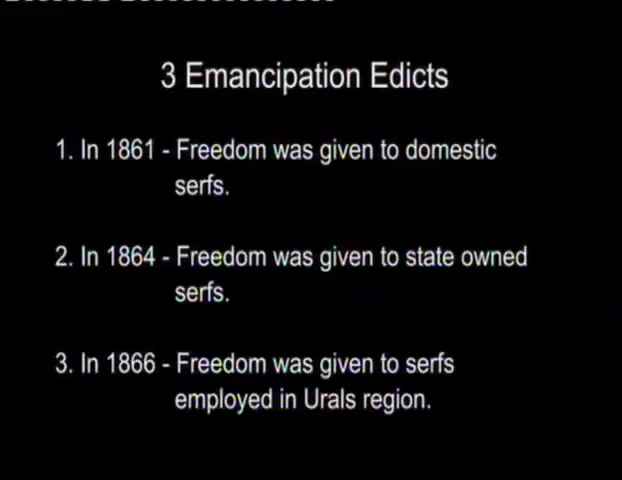 3 Emancipation Edicts
1. In 1861 - Freedom was given to domestic
serfs.
2. In 1864 - Freedom was given to state owned
serfs.
3. In 1866 - Freedom was given to serfs
employed in Urals region.